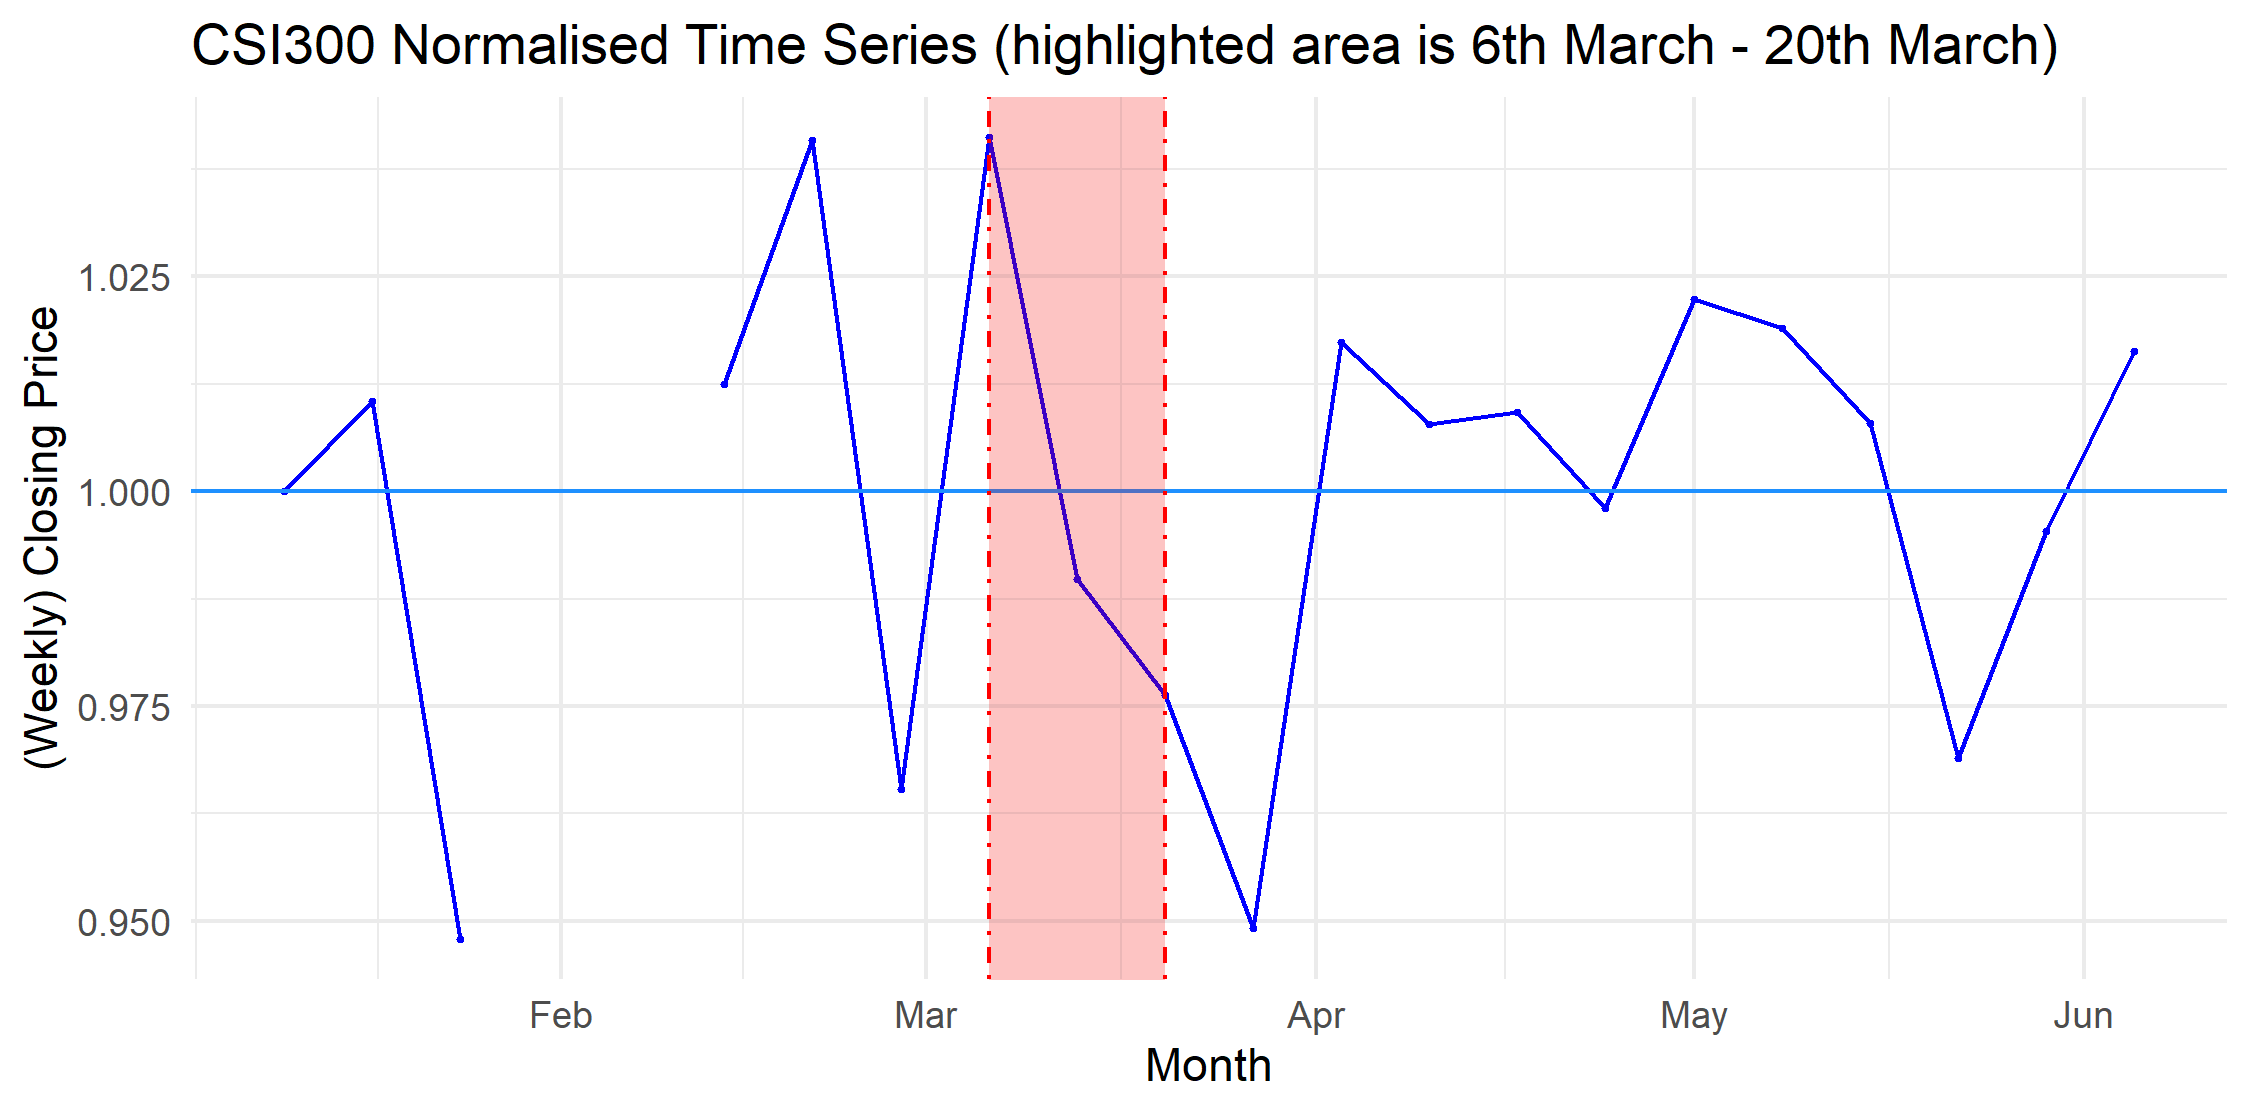 CSI300 Normalised Time Series (highlighted area is 6th March - 20th March)
(Weekly) Closing Price
1.025
1.000
0.975
0.950
Feb Mar Apr May Jun
Month